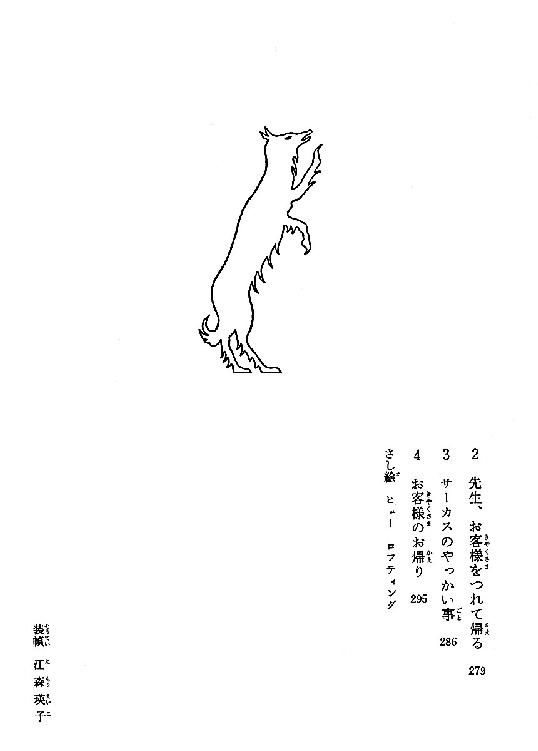 2 先生、お客様をつれて帰る 279
3 サーカスのやっかい事 286
4 お客様のお帰り 295
さし絵 ヒュー ロフティング
装幀 江森瑛子